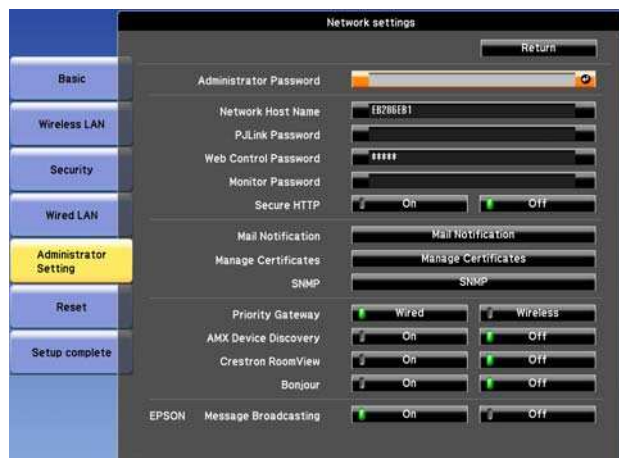 Network settings
Return
Basic
Wireless LAN
Security
Wired LAN
Administrator
Setting
Reset
Setup complete
Administrator Password
Network Host Name EB286EB1
PJLink Password
Web Control Password *****
Monitor Password
Secure HTTP On Off
Mail Notification Mail Notification
Manage Certificates Manage Certificates
SNMP SNMP
Priority Gateway Wired Wireless
AMX Device Discovery On Off
Crestron RoomView On Off
Bonjour On Off
EPSON Message Broadcasting On Off